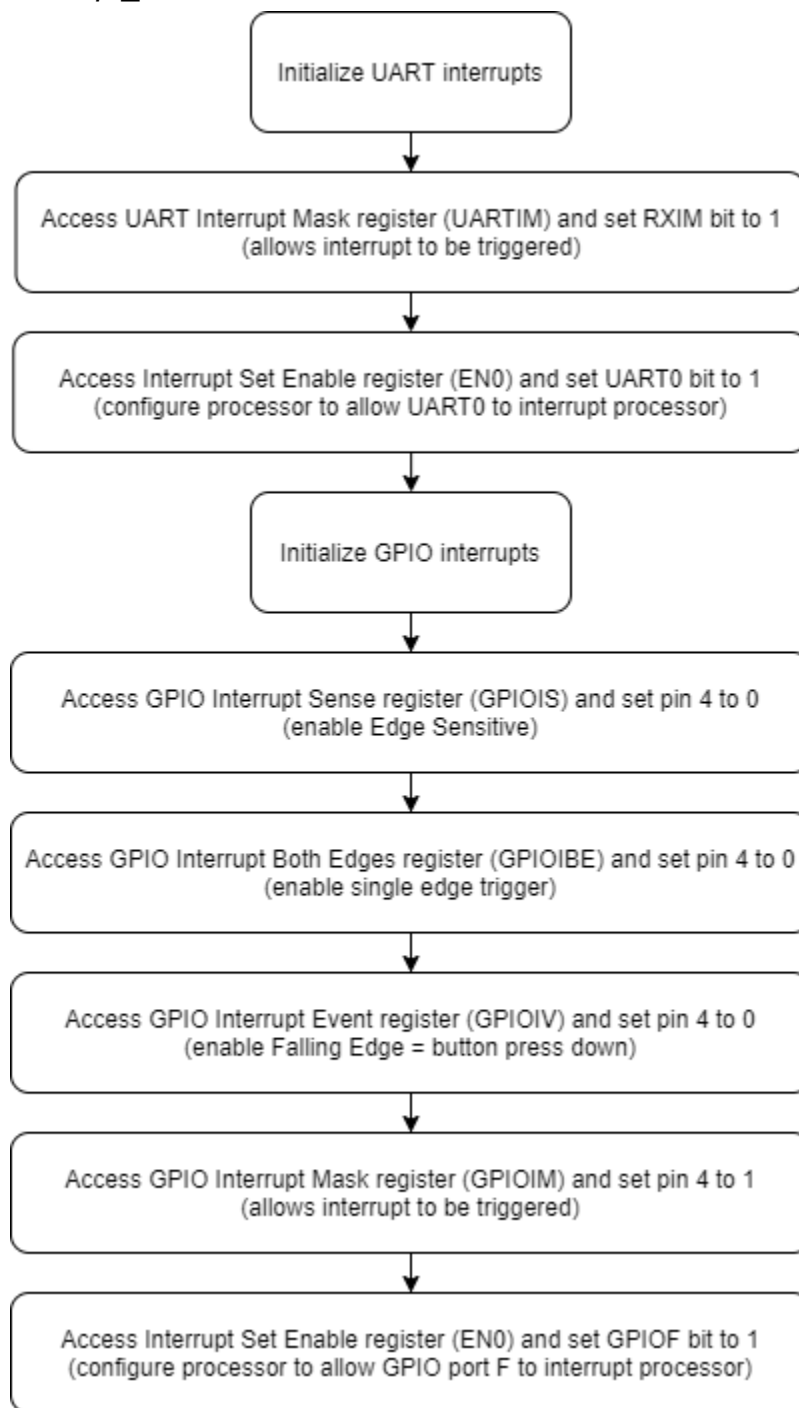 Initialize UART interrupts
Access UART Interrupt Mask register (UARTIM) and set RXIM bit to 1
(allows interrupt to be triggered)
Access Interrupt Set Enable register (EN0) and set UART0 bit to 1
(configure processor to allow UART0 to interrupt processor)
Initialize GPIO interrupts
Access GPIO Interrupt Sense register (GPIOIS) and set pin 4 to 0
(enable Edge Sensitive)
Access GPIO Interrupt Both Edges register (GPIOIBE) and set pin 4 to 0
(enable single edge trigger)
Access GPIO Interrupt Event register (GPIOIV) and set pin 4 to 0
(enable Falling Edge = button press down)
Access GPIO Interrupt Mask register (GPIOIM) and set pin 4 to 1
(allows interrupt to be triggered)
Access Interrupt Set Enable register (EN0) and set GPIOF bit to 1
(configure processor to allow GPIO port F to interrupt processor)